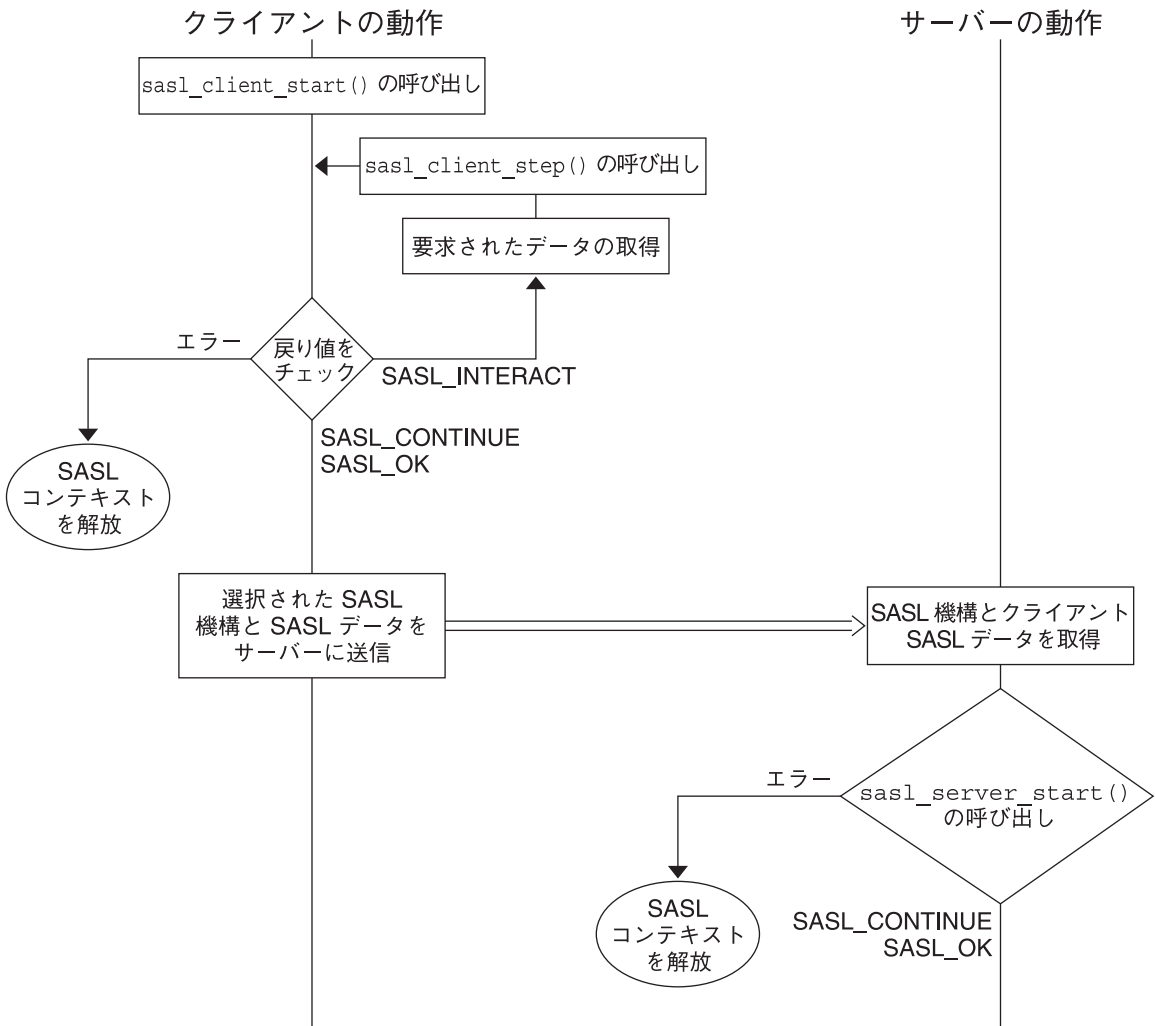 クライアントの動作
サーバーの動作
sasl_client_start() の呼び出し
sasl_client_step() の呼び出し
要求されたデータの取得
エラー
戻り値を
チェック
SASL_INTERACT
SASL_CONTINUE
SASL_OK
SASL
コンテキスト
を解放
選択された SASL
機構と SASL データを
サーバーに送信
SASL 機構とクライアント
SASL データを取得
エラー
sasl_server_start()
の呼び出し
SASL
コンテキスト
を解放
SASL_CONTINUE
SASL_OK